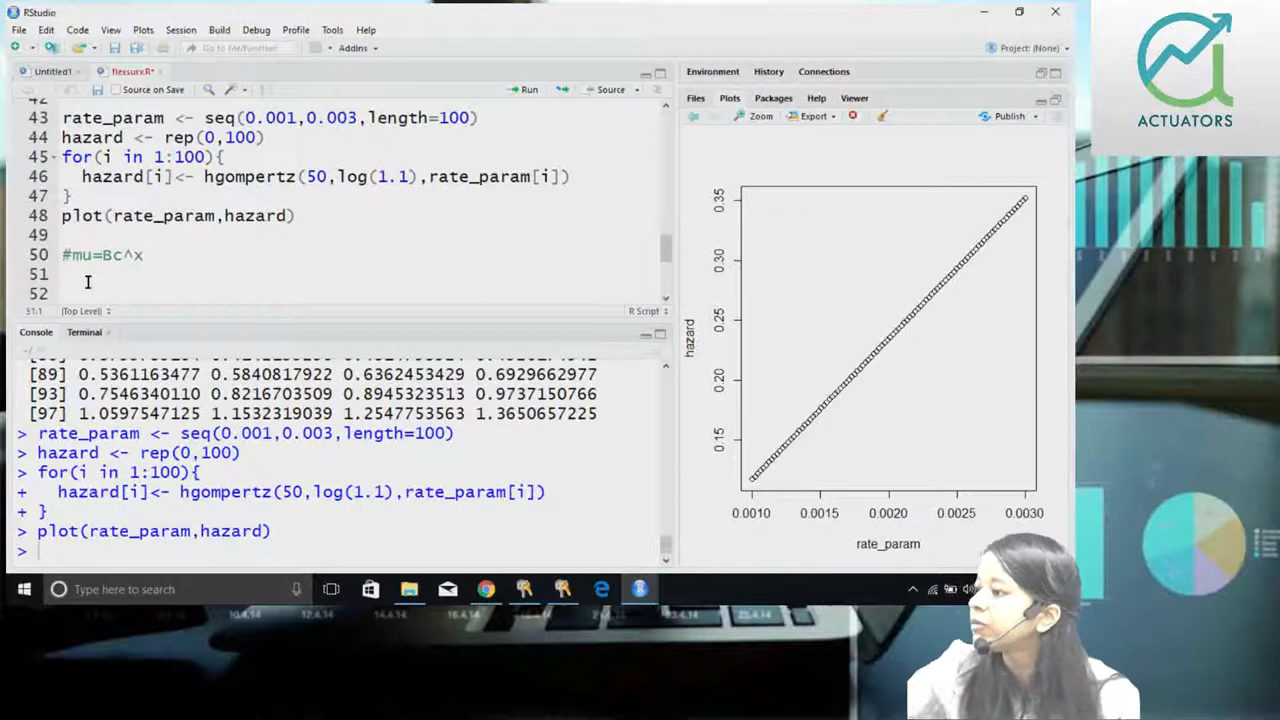 RStudio
File Edit Code View Plots Session Build Debug Profile Tools Help
Go to file/function Addins Project: (None)
Untitled1 flexsurv.R*
Source on Save Run Source
42
43 rate_param <- seq(0.001,0.003,length=100)
44 hazard <- rep(0,100)
45 for(i in 1:100){
46 hazard[i]<- hgompertz(50,log(1.1),rate_param[i])
47 }
48 plot(rate_param,hazard)
49
50 #mu=Bc^x
51
52
51:1 (Top Level) R Script
Console Terminal
~/
[89] 0.5361163477 0.5840817922 0.6362453429 0.6929662977
[93] 0.7546340110 0.8216703509 0.8945323513 0.9737150766
[97] 1.0597547125 1.1532319039 1.2547753563 1.3650657225
> rate_param <- seq(0.001,0.003,length=100)
> hazard <- rep(0,100)
> for(i in 1:100){
+ hazard[i]<- hgompertz(50,log(1.1),rate_param[i])
+ }
> plot(rate_param,hazard)
>
Environment History Connections
Files Plots Packages Help Viewer
Zoom Export Publish
0.35
0.30
0.25
0.20
0.15
hazard
0.0010 0.0015 0.0020 0.0025 0.0030
rate_param
ACTUATORS
Type here to search